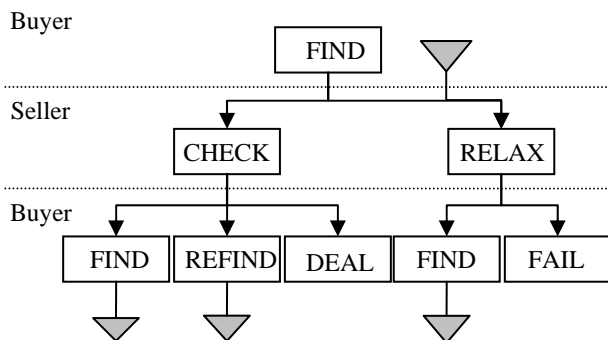 Buyer
FIND
Seller
CHECK RELAX
Buyer
FIND REFIND DEAL FIND FAIL